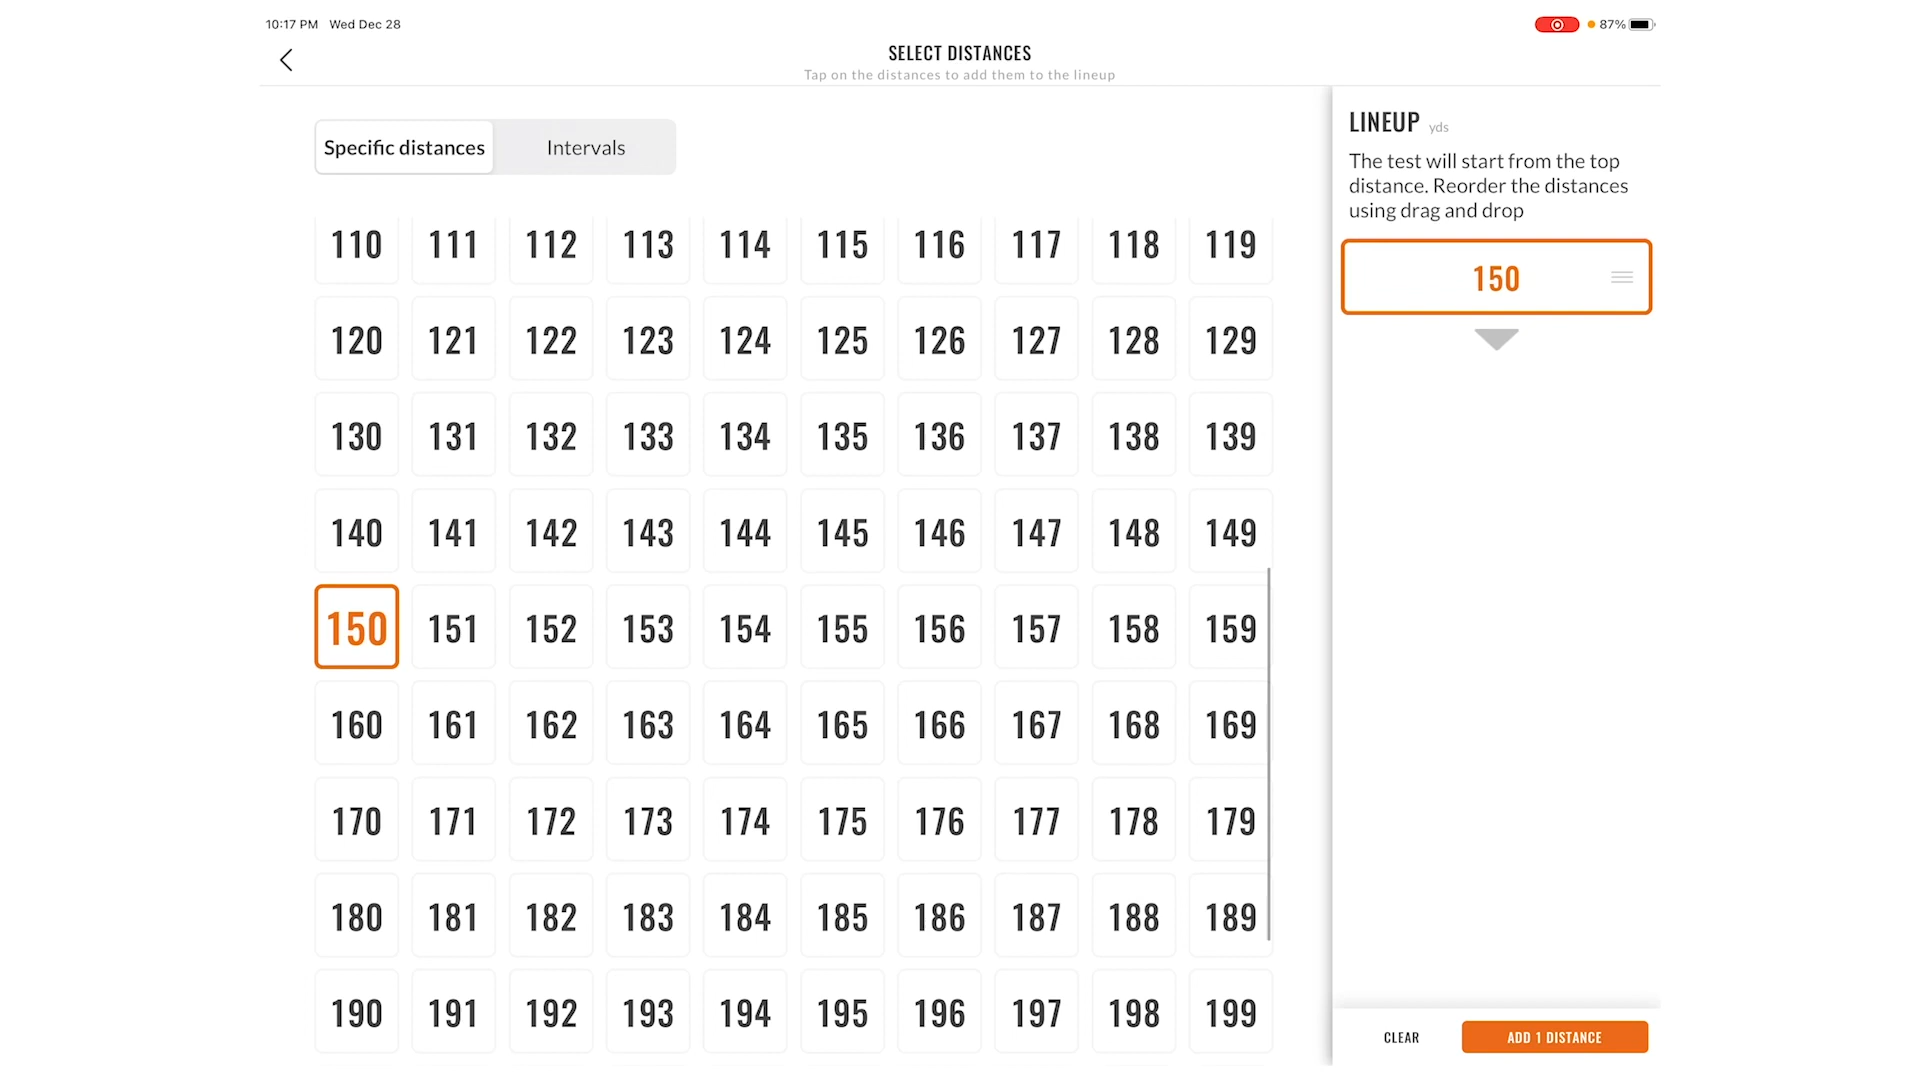 10:17 PM Wed Dec 28
87%
SELECT DISTANCES
Tap on the distances to add them to the lineup
Specific distances Intervals
110 111 112 113 114 115 116 117 118 119
120 121 122 123 124 125 126 127 128 129
130 131 132 133 134 135 136 137 138 139
140 141 142 143 144 145 146 147 148 149
150 151 152 153 154 155 156 157 158 159
160 161 162 163 164 165 166 167 168 169
170 171 172 173 174 175 176 177 178 179
180 181 182 183 184 185 186 187 188 189
190 191 192 193 194 195 196 197 198 199
LINEUP yds
The test will start from the top
distance. Reorder the distances
using drag and drop
150
CLEAR ADD 1 DISTANCE